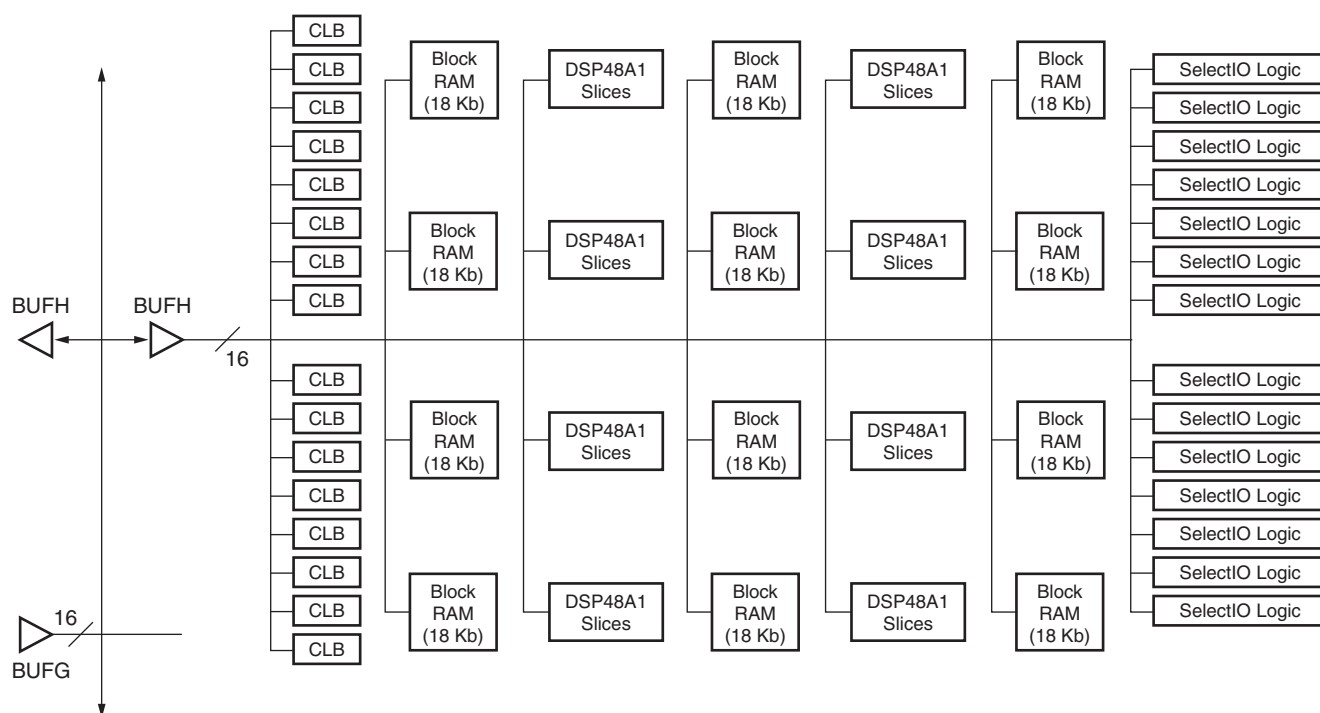 CLB
CLB
CLB
CLB
CLB
CLB
CLB
CLB
Block
RAM
(18 Kb)
DSP48A1
Slices
Block
RAM
(18 Kb)
DSP48A1
Slices
Block
RAM
(18 Kb)
SelectIO Logic
SelectIO Logic
SelectIO Logic
SelectIO Logic
SelectIO Logic
SelectIO Logic
SelectIO Logic
Block
RAM
(18 Kb)
DSP48A1
Slices
Block
RAM
(18 Kb)
DSP48A1
Slices
Block
RAM
(18 Kb)
BUFH
BUFH
16
CLB
CLB
CLB
CLB
CLB
CLB
CLB
CLB
Block
RAM
(18 Kb)
DSP48A1
Slices
Block
RAM
(18 Kb)
DSP48A1
Slices
Block
RAM
(18 Kb)
SelectIO Logic
SelectIO Logic
SelectIO Logic
SelectIO Logic
SelectIO Logic
SelectIO Logic
SelectIO Logic
Block
RAM
(18 Kb)
DSP48A1
Slices
Block
RAM
(18 Kb)
DSP48A1
Slices
Block
RAM
(18 Kb)
16
BUFG